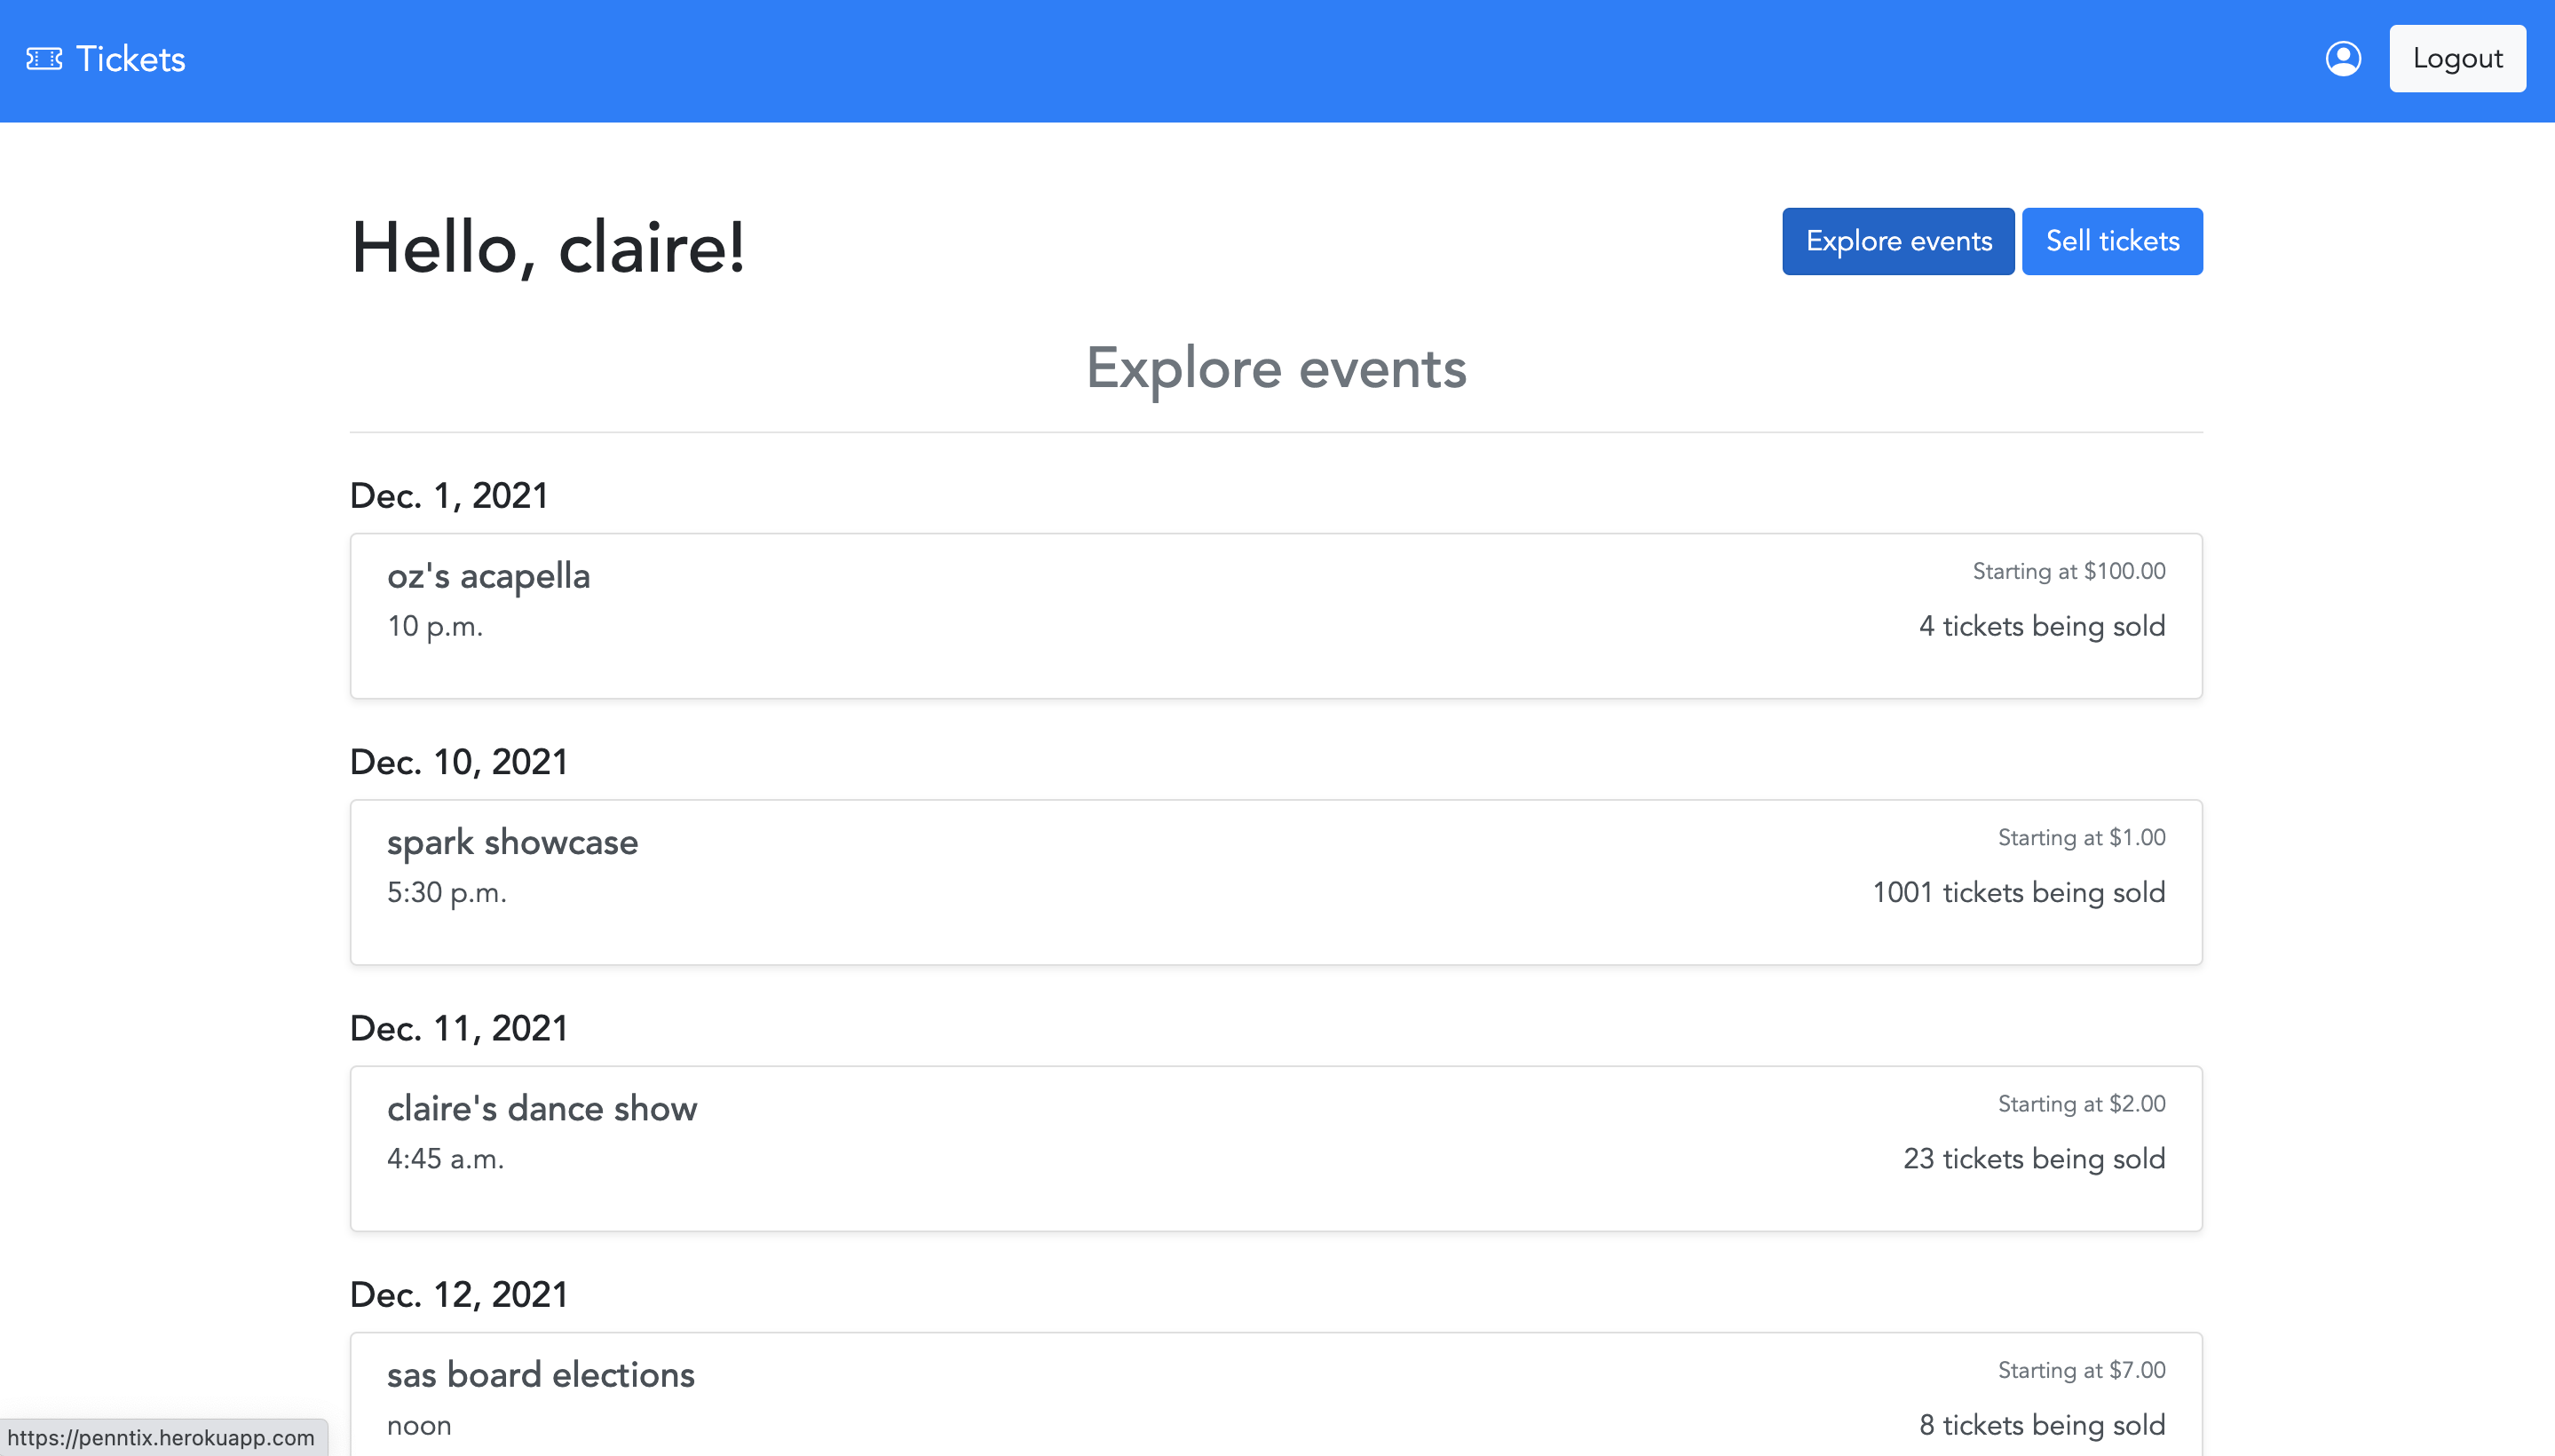 Tickets
Logout
Hello, claire!
Explore events
Sell tickets
Explore events
Dec. 1, 2021
oz's acapella
Starting at $100.00
10 p.m.
4 tickets being sold
Dec. 10, 2021
spark showcase
Starting at $1.00
5:30 p.m.
1001 tickets being sold
Dec. 11, 2021
claire's dance show
Starting at $2.00
4:45 a.m.
23 tickets being sold
Dec. 12, 2021
sas board elections
Starting at $7.00
noon
8 tickets being sold
https://penntix.herokuapp.com